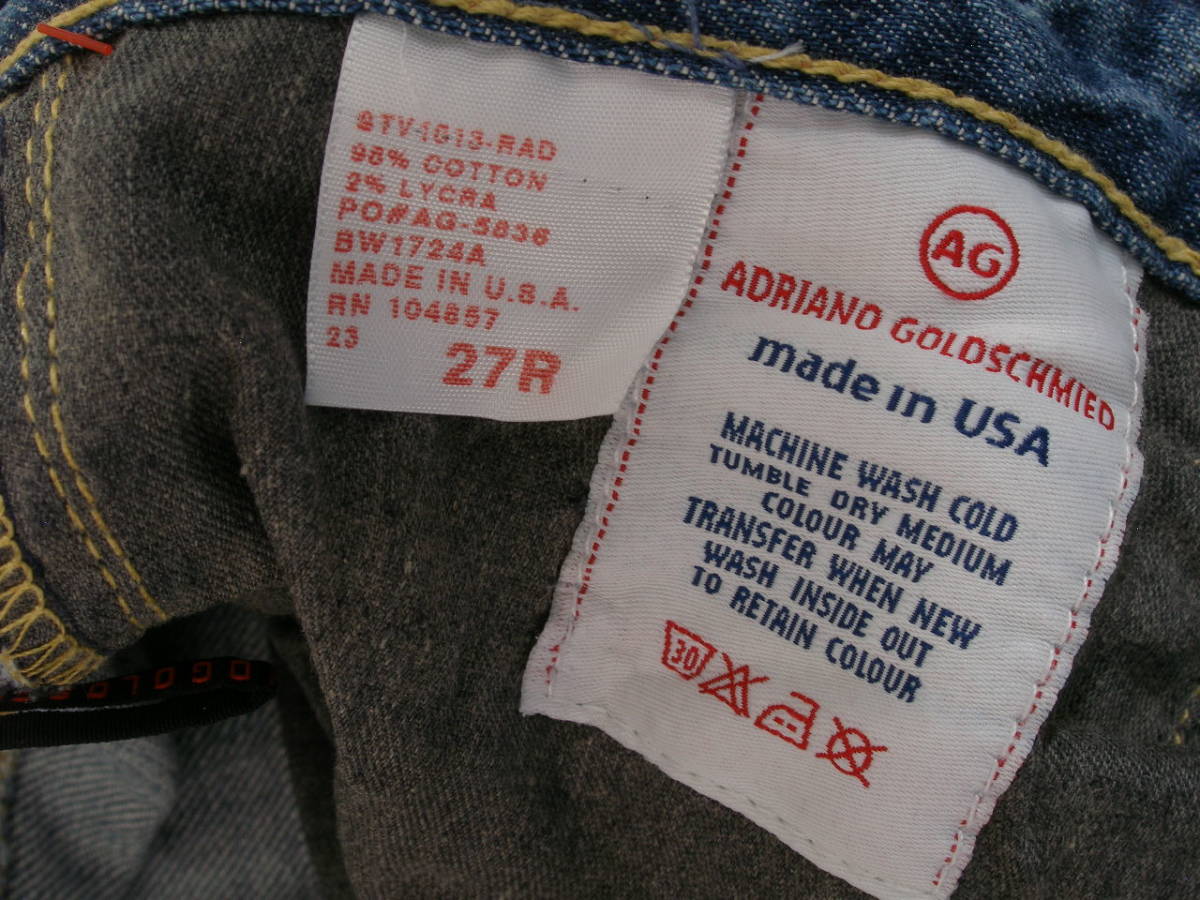 STV1013-RAD
98% COTTON
2% LYCRA
PO#AG-5836
BW1724A
MADE IN U.S.A.
RN 104857
23
27R
AG
ADRIANO GOLDSCHMIED
made in USA
MACHINE WASH COLD
TUMBLE DRY MEDIUM
COLOUR MAY
TRANSFER WHEN NEW
WASH INSIDE OUT
TO RETAIN COLOUR
30